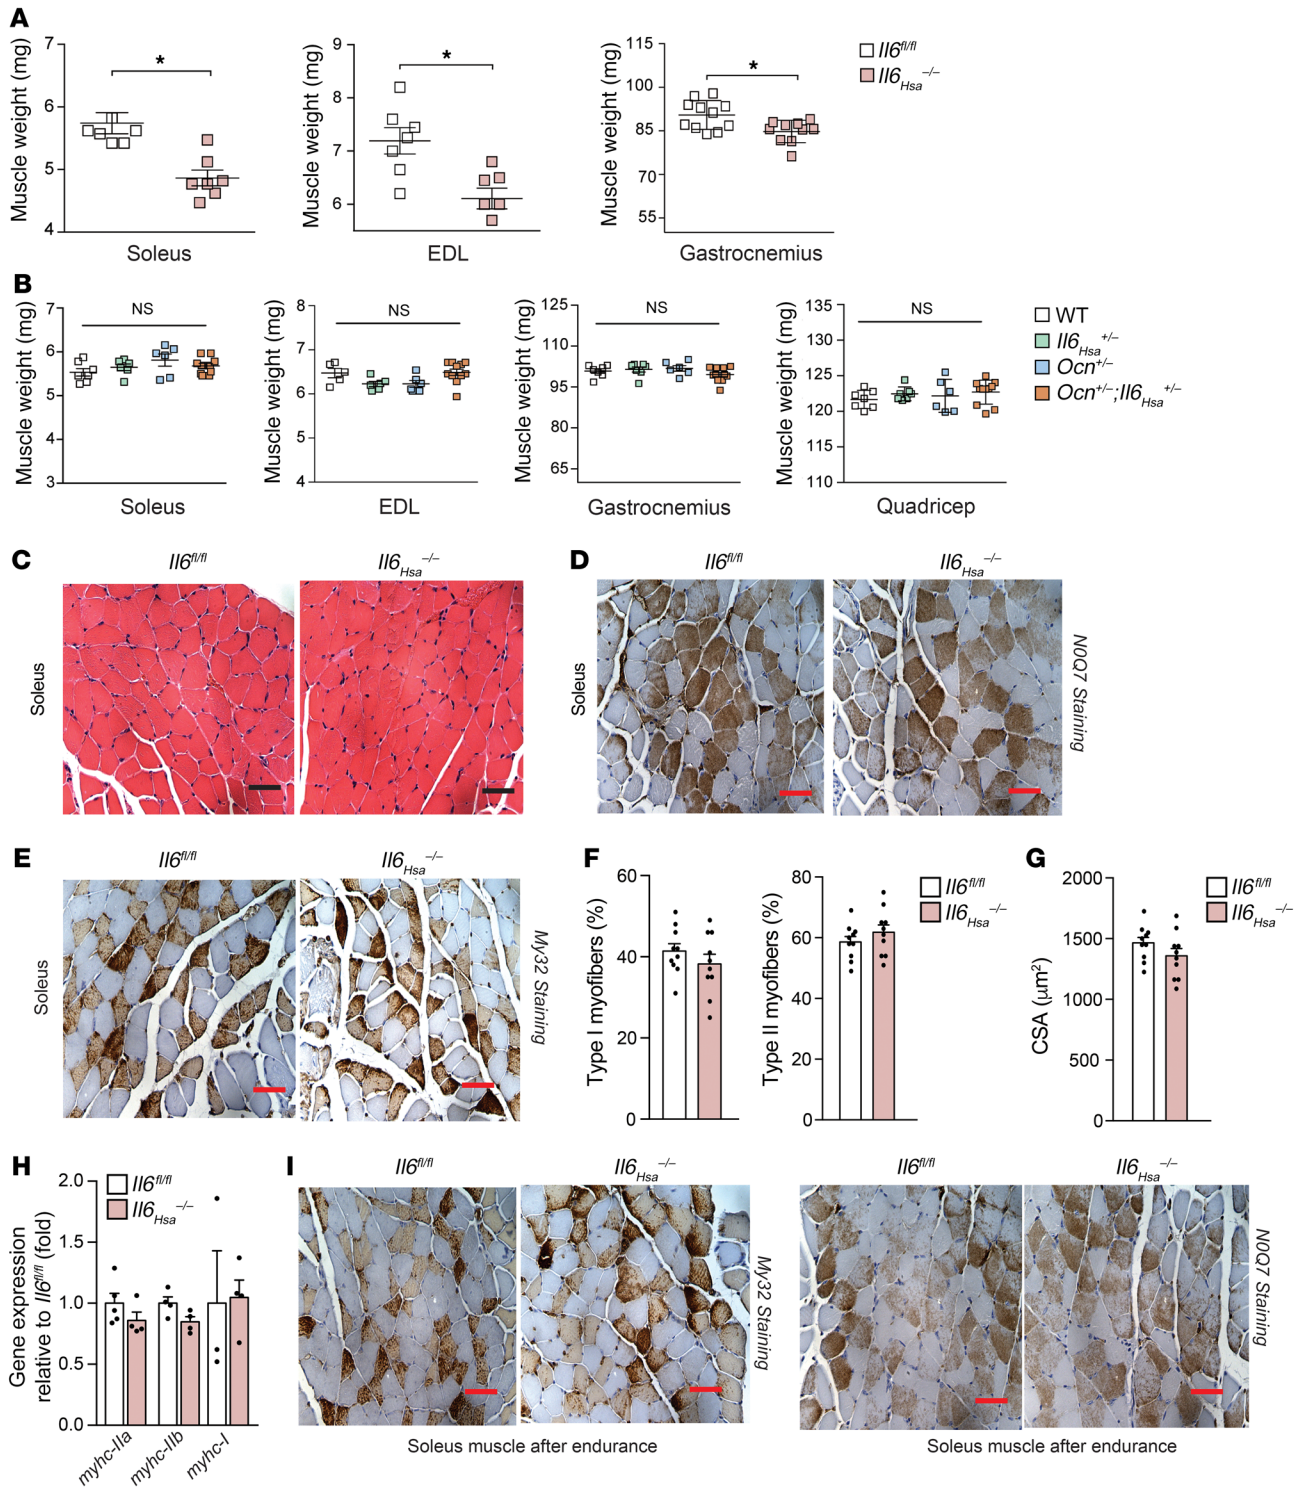 A
Muscle weight (mg)
7
6
5
4
*
Soleus
Muscle weight (mg)
9
8
7
6
*
EDL
Muscle weight (mg)
115
100
85
70
55
*
Gastrocnemius
Il6fl/fl
Il6Hsa–/–
B
Muscle weight (mg)
7
6
5
4
3
NS
Soleus
Muscle weight (mg)
8
7
6
5
4
NS
EDL
Muscle weight (mg)
125
110
95
80
65
NS
Gastrocnemius
Muscle weight (mg)
135
130
125
120
115
110
NS
Quadricep
WT
Il6Hsa+/–
Ocn+/–
Ocn+/–;Il6Hsa+/–
C
Il6fl/fl
Il6Hsa–/–
Soleus
D
Il6fl/fl
Il6Hsa–/–
Soleus
N0Q7 Staining
E
Il6fl/fl
Il6Hsa–/–
Soleus
My32 Staining
F
Type I myofibers (%)
60
40
20
0
Type II myofibers (%)
80
60
40
20
0
Il6fl/fl
Il6Hsa–/–
G
CSA (μm2)
2000
1500
1000
500
0
Il6fl/fl
Il6Hsa–/–
H
Gene expression
relative to Il6fl/fl (fold)
2.0
1.5
1.0
0.5
0.0
Il6fl/fl
Il6Hsa–/–
myhc-IIa
myhc-IIb
myhc-I
I
Il6fl/fl
Il6Hsa–/–
My32 Staining
Soleus muscle after endurance
Il6fl/fl
Il6Hsa–/–
N0Q7 Staining
Soleus muscle after endurance